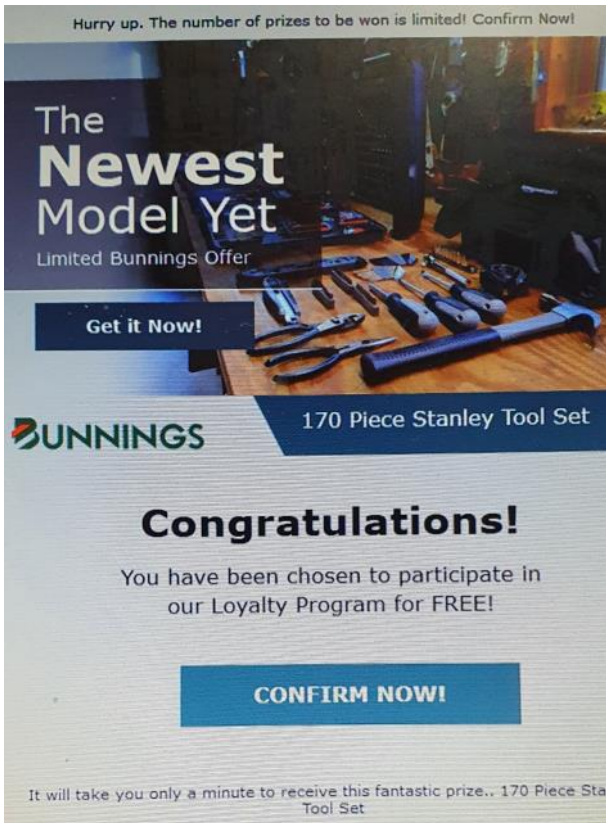 Hurry up. The number of prizes to be won is limited! Confirm Now!
The
Newest
Model Yet
Limited Bunnings Offer
Get it Now!
BUNNINGS
170 Piece Stanley Tool Set
Congratulations!
You have been chosen to participate in
our Loyalty Program for FREE!
CONFIRM NOW!
It will take you only a minute to receive this fantastic prize.. 170 Piece Sta
Tool Set